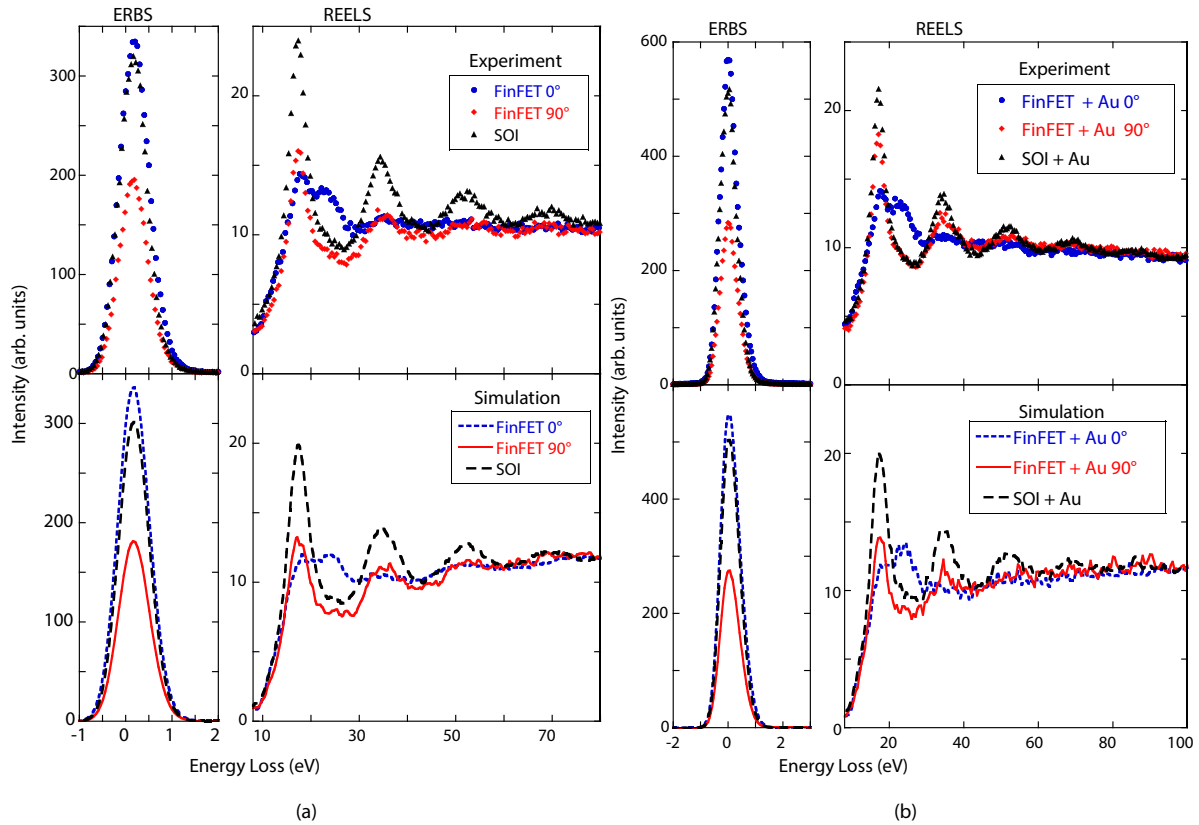 ERBS
REELS
300
200
100
0
20
10
0
Experiment
FinFET 0°
FinFET 90°
SOI
Intensity (arb. units)
300
200
100
0
20
10
0
Simulation
FinFET 0°
FinFET 90°
SOI
-1 0 1 2
10 30 50 70
Energy Loss (eV)
(a)
ERBS
REELS
600
400
200
0
20
10
0
Experiment
FinFET + Au 0°
FinFET + Au 90°
SOI + Au
Intensity (arb. units)
400
200
0
20
10
0
Simulation
FinFET + Au 0°
FinFET + Au 90°
SOI + Au
-2 0 2
20 40 60 80 100
Energy Loss (eV)
(b)